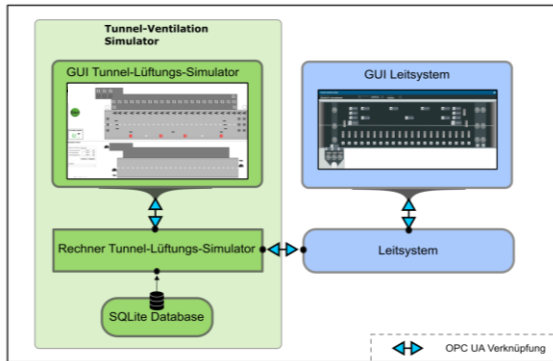 Tunnel-Ventilation
Simulator
GUI Tunnel-Lüftungs-Simulator
GUI Leitsystem
Rechner Tunnel-Lüftungs-Simulator
Leitsystem
SQLite Database
OPC UA Verknüpfung